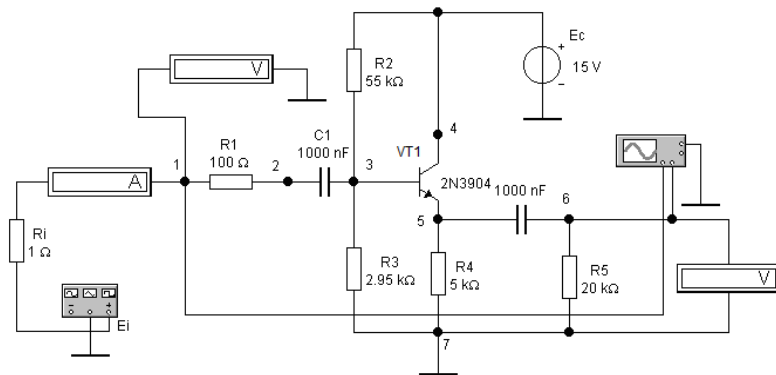 Ec
15 V
V
R2
55 kΩ
4
C1
1000 nF
R1
100 Ω
VT1
1
2
3
2N3904
1000 nF
A
5
6
Ri
1 Ω
R3
2.95 kΩ
R4
5 kΩ
R5
20 kΩ
V
Ei
7